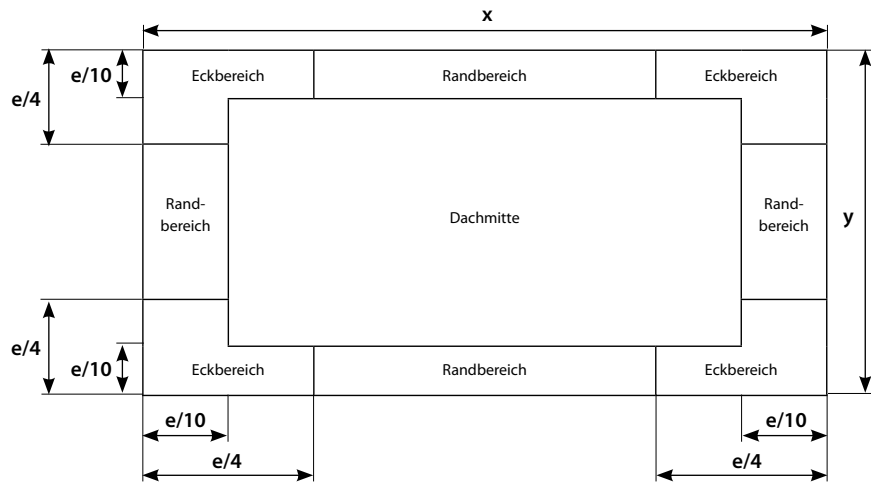 x
e/10
e/4
Eckbereich
Randbereich
Eckbereich
Rand-
bereich
Dachmitte
Rand-
bereich
y
e/4
e/10
Eckbereich
Randbereich
Eckbereich
e/10
e/10
e/4
e/4